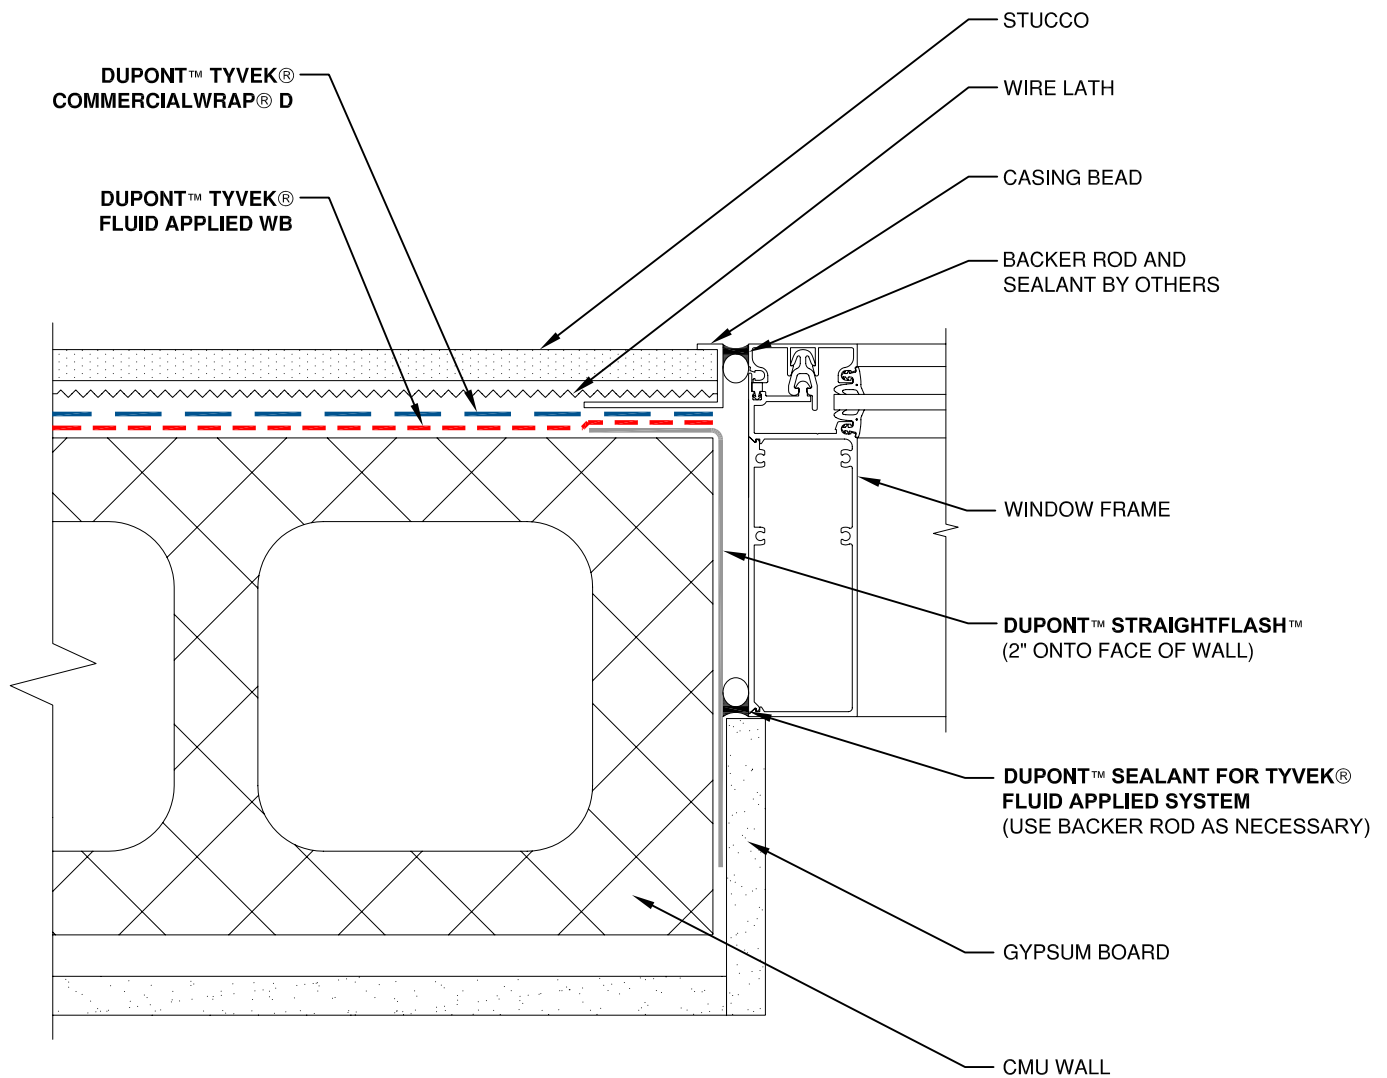 STUCCO
DUPONT™ TYVEK®
COMMERCIALWRAP® D
WIRE LATH
CASING BEAD
DUPONT™ TYVEK®
FLUID APPLIED WB
BACKER ROD AND
SEALANT BY OTHERS
WINDOW FRAME
DUPONT™ STRAIGHTFLASH™
(2" ONTO FACE OF WALL)
DUPONT™ SEALANT FOR TYVEK®
FLUID APPLIED SYSTEM
(USE BACKER ROD AS NECESSARY)
GYPSUM BOARD
CMU WALL